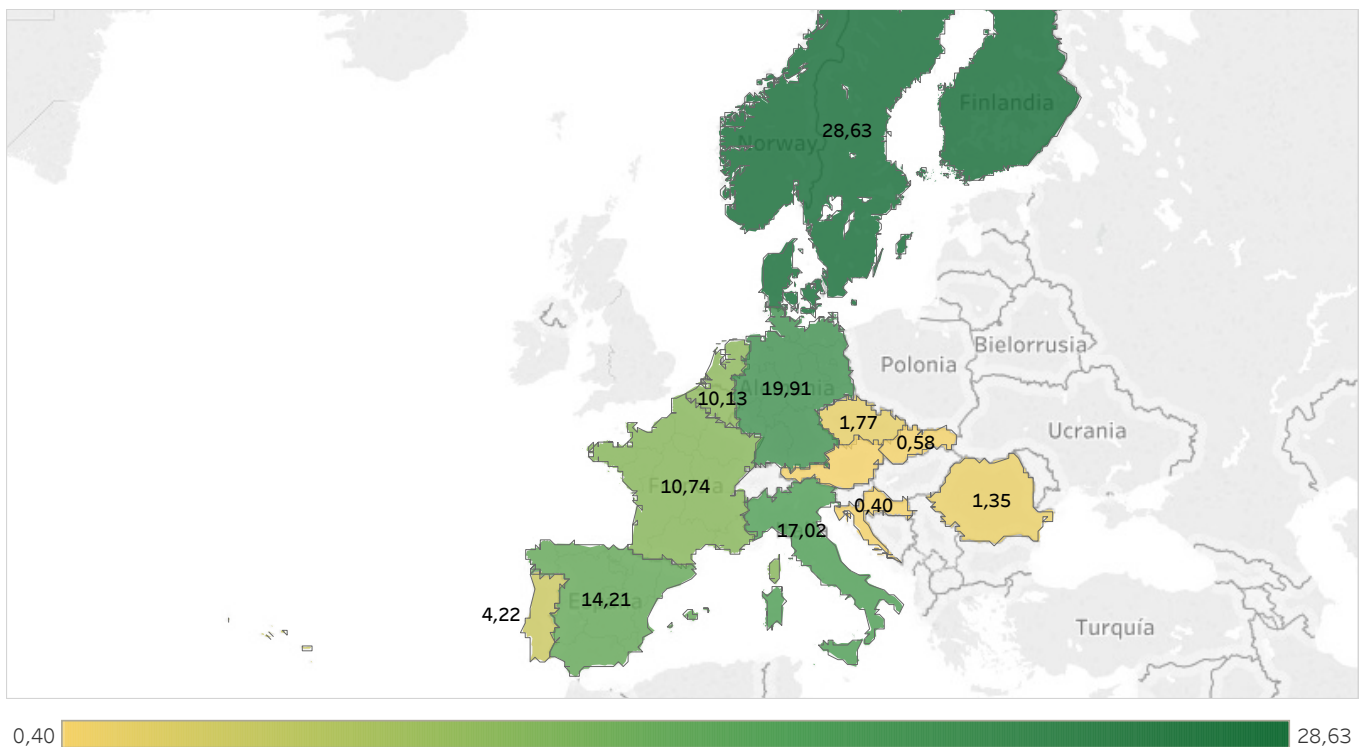 Finlandia
28,63
Norway
Polonia
Bielorrusia
10,13
19,91
1,77
0,58
Ucrania
10,74
0,40
1,35
17,02
14,21
4,22
Turquía
0,40
28,63